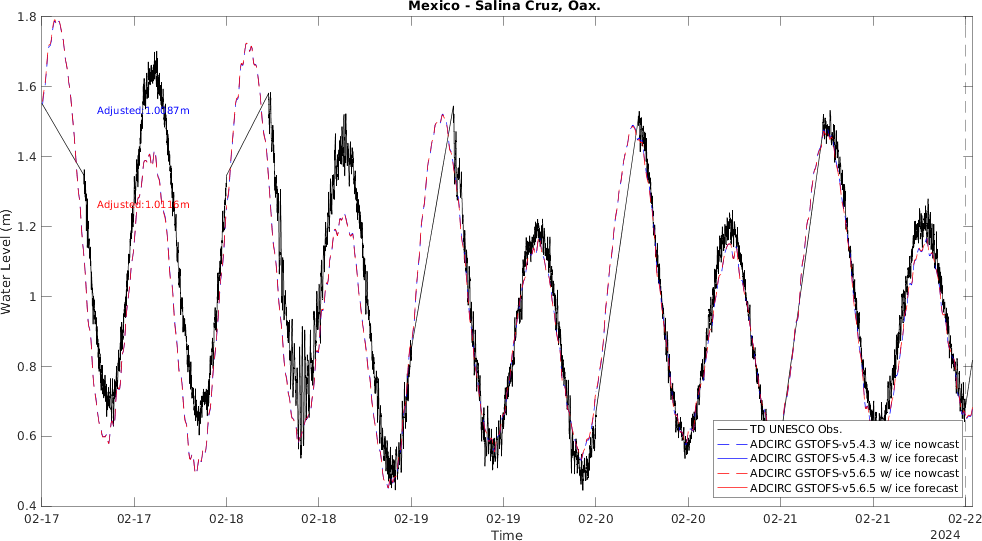 Mexico - Salina Cruz, Oax.
1.8
1.6
1.4
1.2
1
0.8
0.6
0.4
Water Level (m)
Adjusted:1.0087m
Adjusted:1.0116m
TD UNESCO Obs.
ADCIRC GSTOFS-v5.4.3 w/ ice nowcast
ADCIRC GSTOFS-v5.4.3 w/ ice forecast
ADCIRC GSTOFS-v5.6.5 w/ ice nowcast
ADCIRC GSTOFS-v5.6.5 w/ ice forecast
02-17 02-17 02-18 02-18 02-19 02-19 02-20 02-20 02-21 02-21 02-22
Time
2024